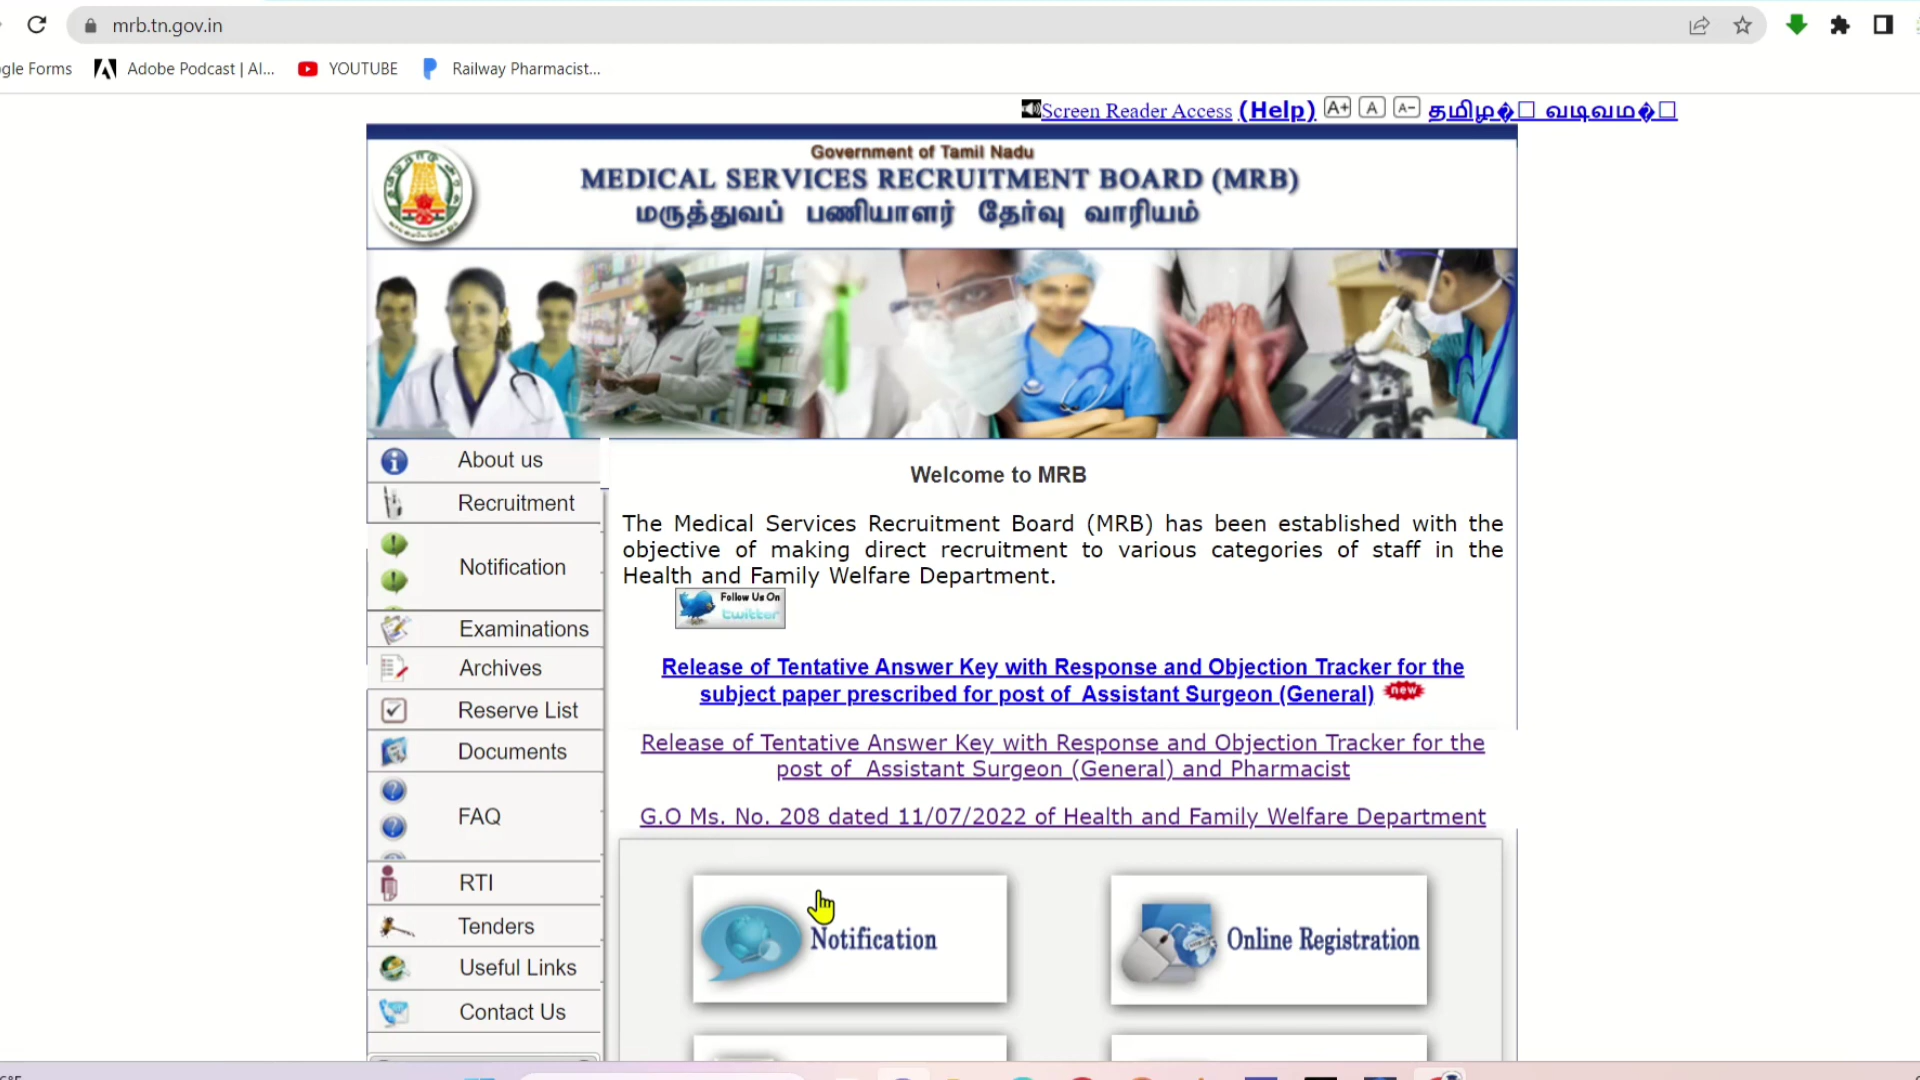 mrb.tn.gov.in
gle Forms
Adobe Podcast | AI...
YOUTUBE
Railway Pharmacist...
Screen Reader Access (Help) A+ A A-
Government of Tamil Nadu
MEDICAL SERVICES RECRUITMENT BOARD (MRB)
மருத்துவப் பணியாளர் தேர்வு வாரியம்
About us
Recruitment
Notification
Examinations
Archives
Reserve List
Documents
FAQ
RTI
Tenders
Useful Links
Contact Us
Welcome to MRB
The Medical Services Recruitment Board (MRB) has been established with the
objective of making direct recruitment to various categories of staff in the
Health and Family Welfare Department.
Follow Us On
twitter
Release of Tentative Answer Key with Response and Objection Tracker for the
subject paper prescribed for post of Assistant Surgeon (General) new
Release of Tentative Answer Key with Response and Objection Tracker for the
post of Assistant Surgeon (General) and Pharmacist
G.O Ms. No. 208 dated 11/07/2022 of Health and Family Welfare Department
Notification
Online Registration